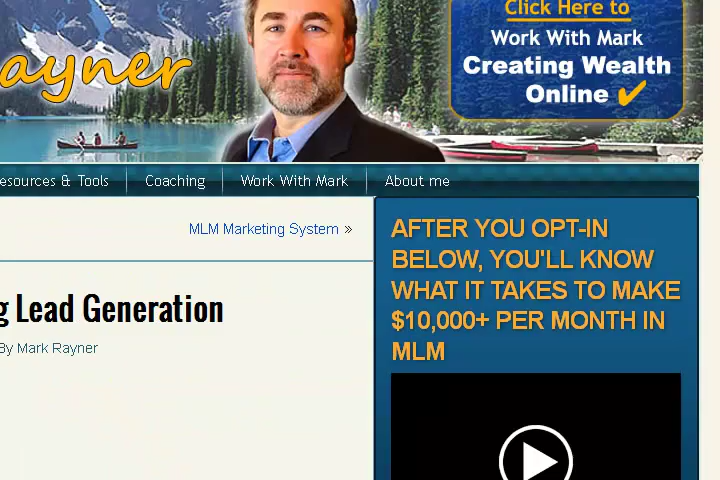 Click Here to
Work With Mark
Creating Wealth
Online
ayner
esources & Tools
Coaching
Work With Mark
About me
MLM Marketing System »
g Lead Generation
By Mark Rayner
AFTER YOU OPT-IN
BELOW, YOU'LL KNOW
WHAT IT TAKES TO MAKE
$10,000+ PER MONTH IN
MLM